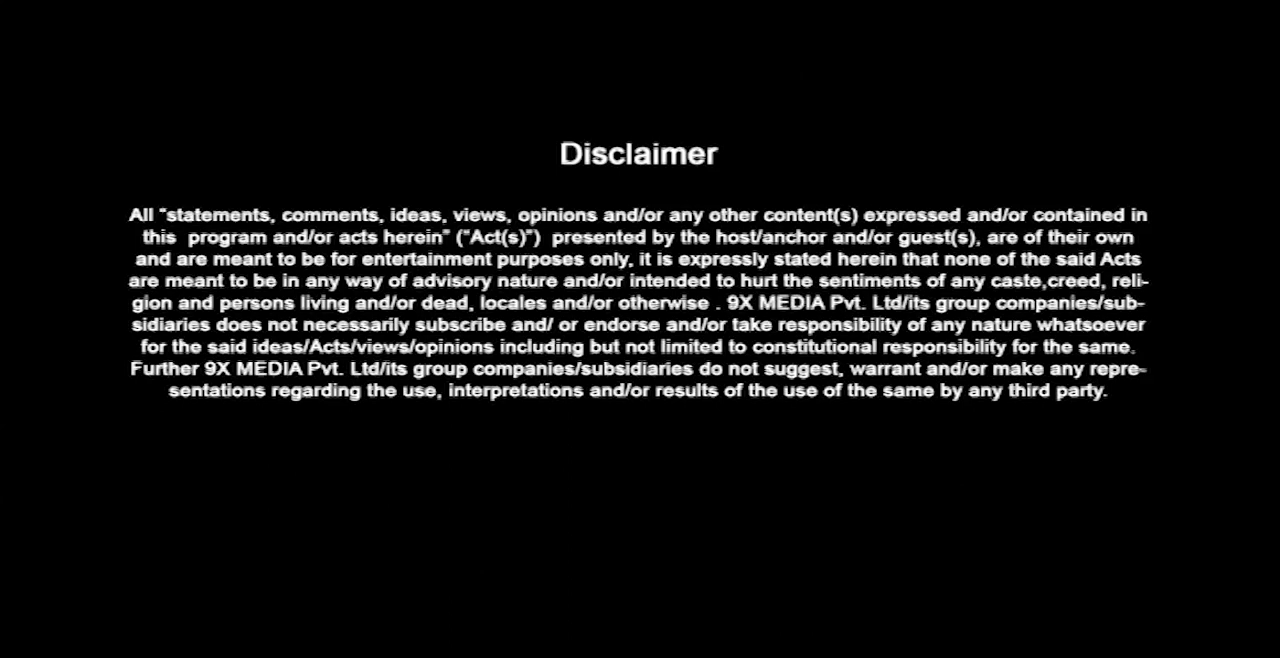 Disclaimer
All "statements, comments, ideas, views, opinions and/or any other content(s) expressed and/or contained in
this  program and/or acts herein" ("Act(s)")  presented by the host/anchor and/or guest(s), are of their own
and are meant to be for entertainment purposes only, it is expressly stated herein that none of the said Acts
are meant to be in any way of advisory nature and/or intended to hurt the sentiments of any caste,creed, reli-
gion and persons living and/or dead, locales and/or otherwise . 9X MEDIA Pvt. Ltd/its group companies/sub-
sidiaries does not necessarily subscribe and/ or endorse and/or take responsibility of any nature whatsoever
for the said ideas/Acts/views/opinions including but not limited to constitutional responsibility for the same.
Further 9X MEDIA Pvt. Ltd/its group companies/subsidiaries do not suggest, warrant and/or make any repre-
sentations regarding the use, interpretations and/or results of the use of the same by any third party.